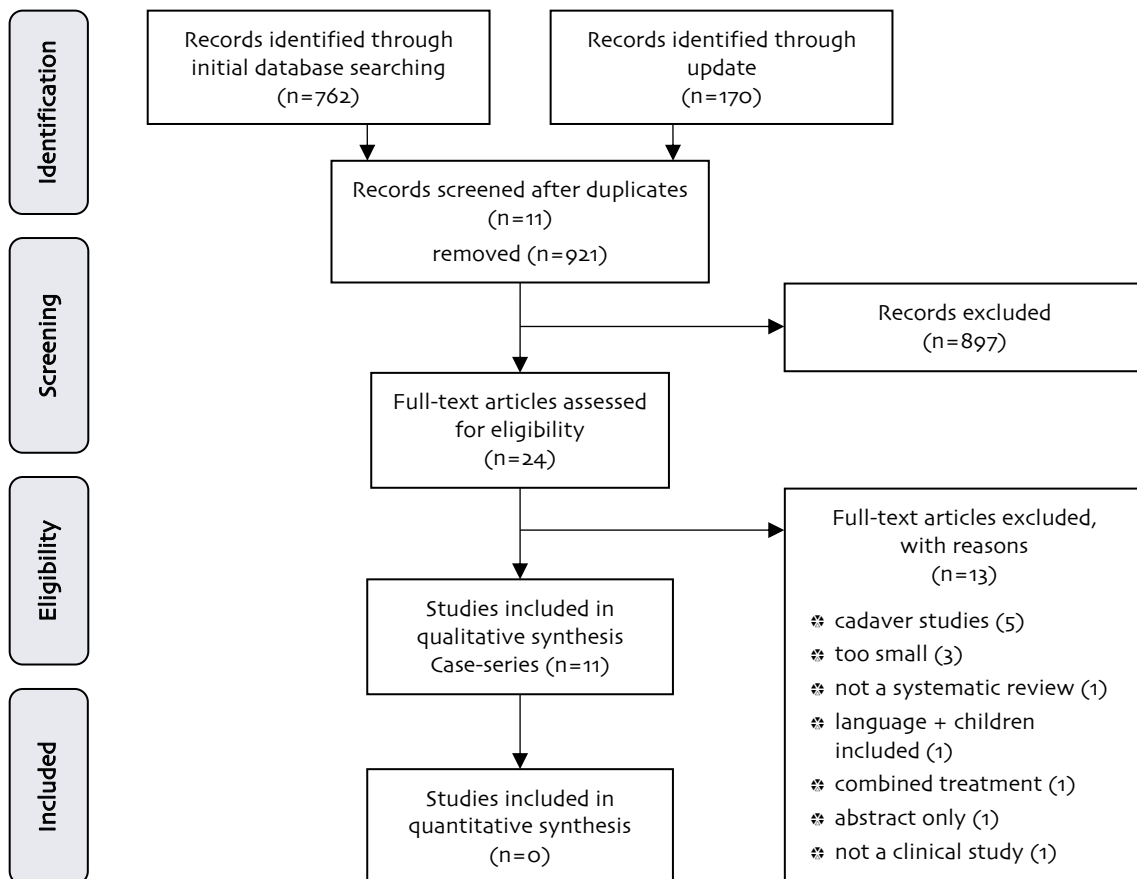 Identification
Records identified through
initial database searching
(n=762)
Records identified through
update
(n=170)
Records screened after duplicates
(n=11)
removed (n=921)
Screening
Records excluded
(n=897)
Full-text articles assessed
for eligibility
(n=24)
Eligibility
Full-text articles excluded,
with reasons
(n=13)
cadaver studies (5)
too small (3)
not a systematic review (1)
language + children
included (1)
combined treatment (1)
abstract only (1)
not a clinical study (1)
Studies included in
qualitative synthesis
Case-series (n=11)
Included
Studies included in
quantitative synthesis
(n=0)